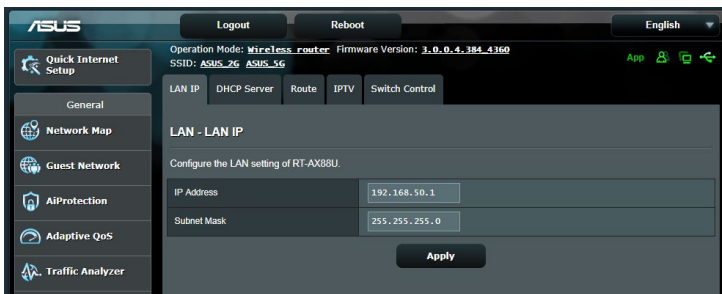 ASUS
Logout
Reboot
English
Operation Mode: Wireless router Firmware Version: 3.0.0.4.384_4360
SSID: ASUS_2G ASUS_5G
App
Quick Internet
Setup
General
Network Map
Guest Network
AiProtection
Adaptive QoS
Traffic Analyzer
LAN IP
DHCP Server
Route
IPTV
Switch Control
LAN - LAN IP
Configure the LAN setting of RT-AX88U.
IP Address
192.168.50.1
Subnet Mask
255.255.255.0
Apply